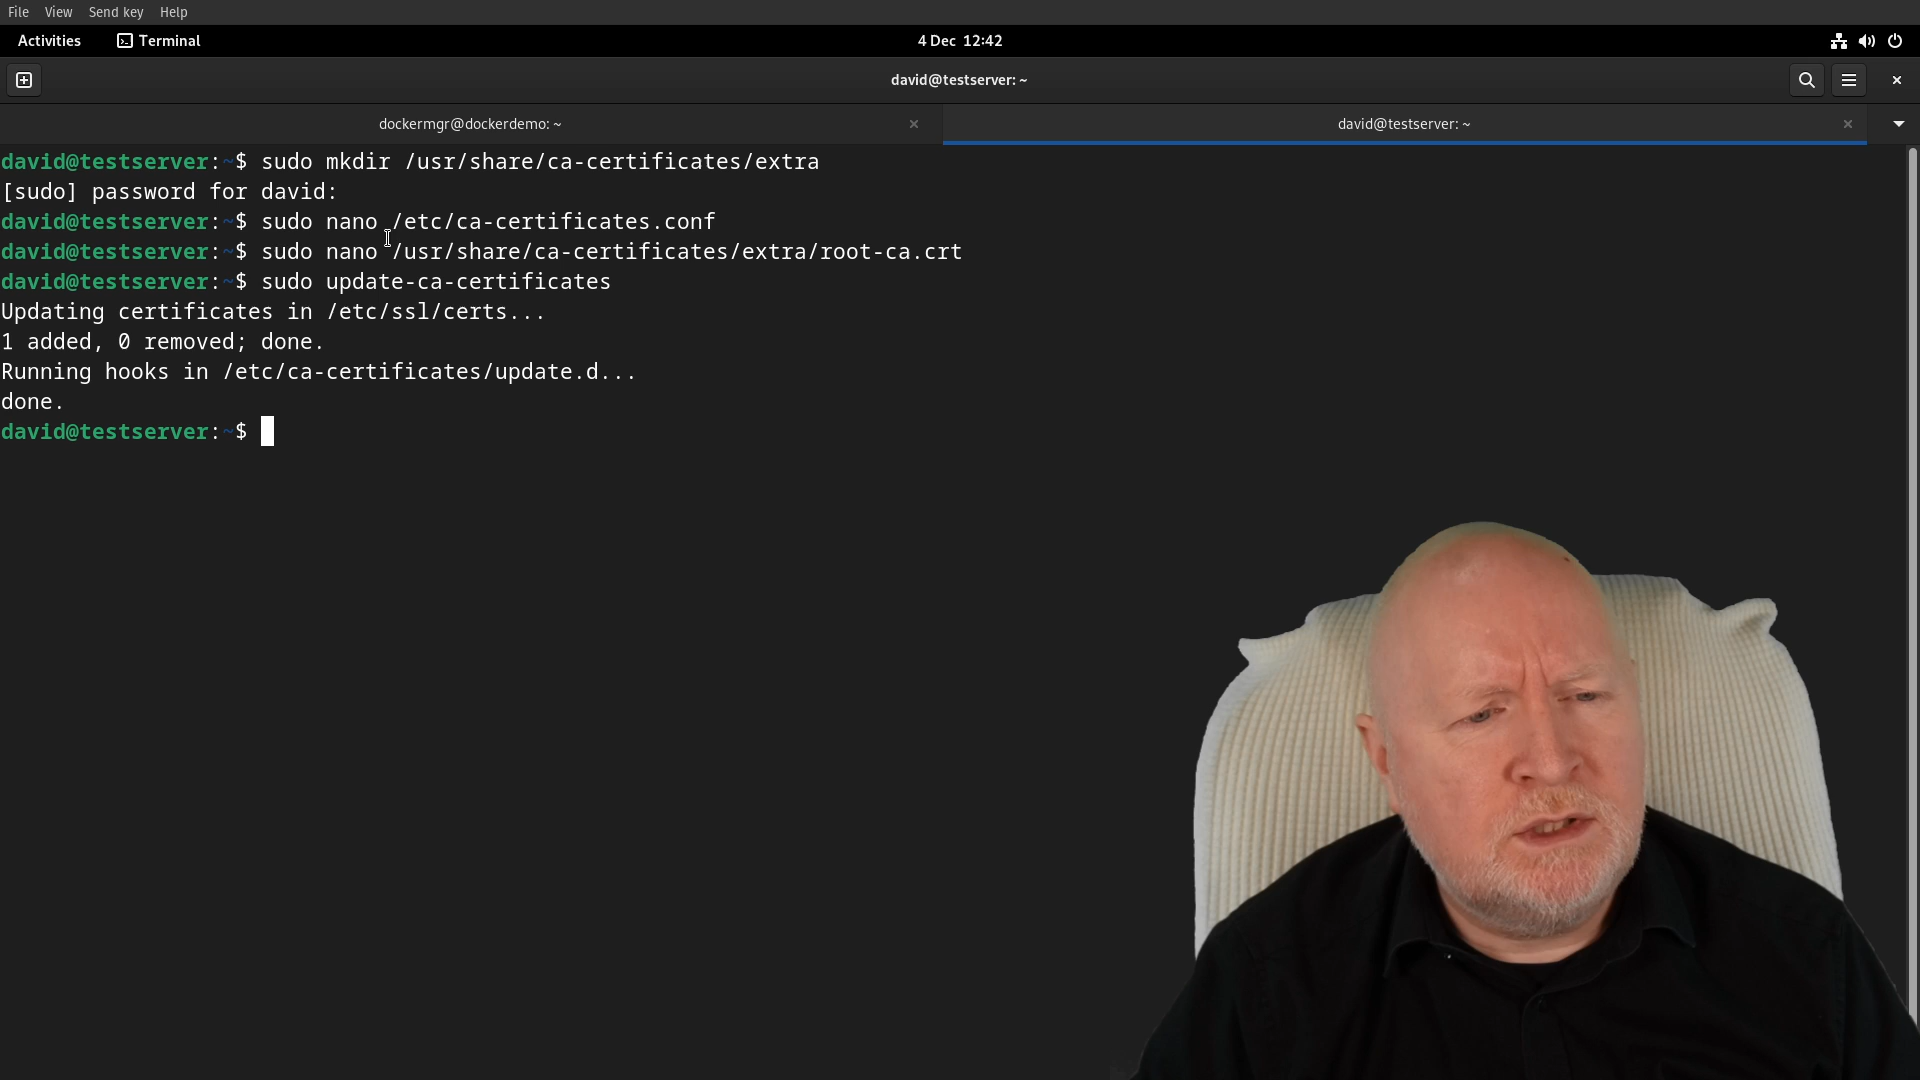 File View Send key Help
Activities Terminal 4 Dec 12:42
david@testserver: ~
dockermgr@dockerdemo: ~ david@testserver: ~
david@testserver:~$ sudo mkdir /usr/share/ca-certificates/extra
[sudo] password for david:
david@testserver:~$ sudo nano /etc/ca-certificates.conf
david@testserver:~$ sudo nano /usr/share/ca-certificates/extra/root-ca.crt
david@testserver:~$ sudo update-ca-certificates
Updating certificates in /etc/ssl/certs...
1 added, 0 removed; done.
Running hooks in /etc/ca-certificates/update.d...
done.
david@testserver:~$